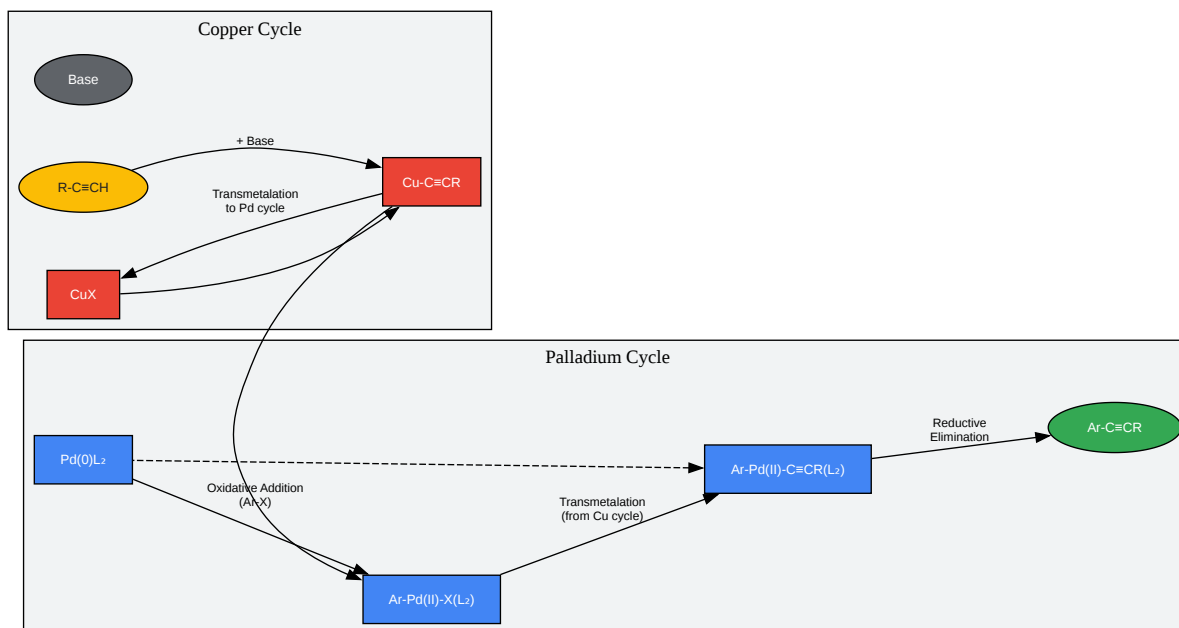 Copper Cycle
Base
+ Base
R-C≡CH
Cu-C≡CR
Transmetalation
to Pd cycle
CuX
Palladium Cycle
Pd(0)L₂
Oxidative Addition
(Ar-X)
Ar-Pd(II)-X(L₂)
Transmetalation
(from Cu cycle)
Ar-Pd(II)-C≡CR(L₂)
Reductive
Elimination
Ar-C≡CR